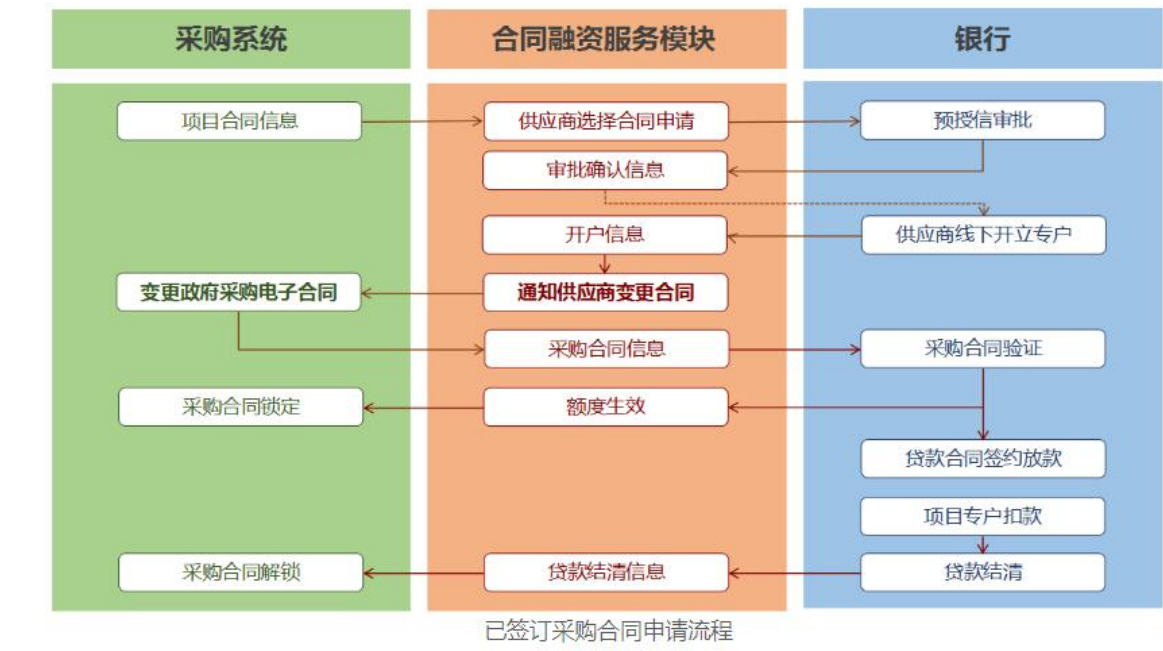 采购系统
合同融资服务模块
银行
项目合同信息
供应商选择合同申请
预授信审批
审批确认信息
开户信息
供应商线下开立专户
变更政府采购电子合同
通知供应商变更合同
采购合同信息
采购合同验证
采购合同锁定
额度生效
贷款合同签约放款
项目专户扣款
采购合同解锁
贷款结清信息
贷款结清
已签订采购合同申请流程